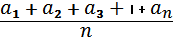 a₁ + a₂ + a₃ + ı + aₙ
n